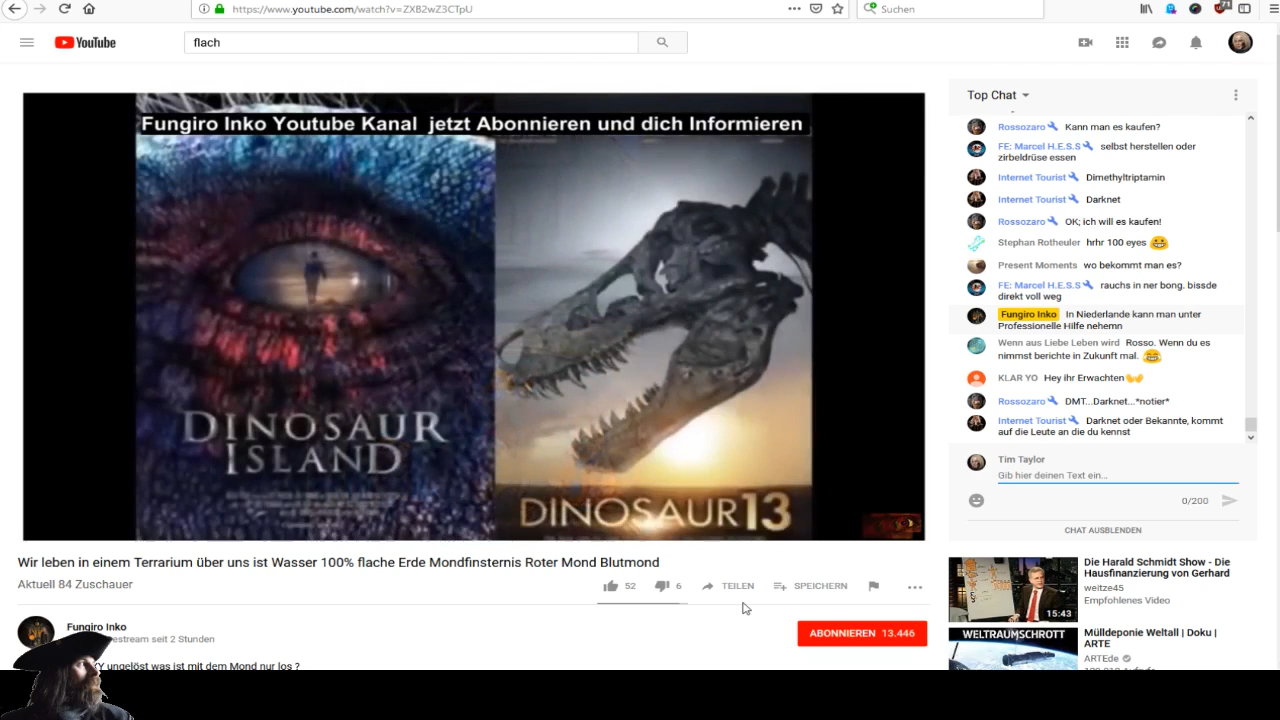 https://www.youtube.com/watch?v=ZXB2wZ3CTpU
Suchen
71
YouTube
flach
Fungiro Inko Youtube Kanal jetzt Abonnieren und dich Informieren
DINOSAUR
ISLAND
DINOSAUR 13
Wir leben in einem Terrarium über uns ist Wasser 100% flache Erde Mondfinsternis Roter Mond Blutmond
Aktuell 84 Zuschauer
52
6
TEILEN
SPEICHERN
Fungiro Inko
estream seit 2 Stunden
ABONNIEREN 13.446
Y ungelöst was ist mit dem Mond nur los ?
Top Chat
Rossozaro Kann man es kaufen?
FE: Marcel H.E.S.S selbst herstellen oder
zirbeldrüse essen
Internet Tourist Dimethyltriptamin
Internet Tourist Darknet
Rossozaro OK; ich will es kaufen!
Stephan Rotheuler hrhr 100 eyes
Present Moments wo bekommt man es?
FE: Marcel H.E.S.S rauchs in ner bong. bissde
direkt voll weg
Fungiro Inko In Niederlande kann man unter
Professionelle Hilfe nehemn
Wenn aus Liebe Leben wird Rosso. Wenn du es
nimmst berichte in Zukunft mal.
KLAR YO Hey ihr Erwachten
Rossozaro DMT...Darknet...*notier*
Internet Tourist Darknet oder Bekannte, kommt
auf die Leute an die du kennst
Tim Taylor
Gib hier deinen Text ein...
0/200
CHAT AUSBLENDEN
Die Harald Schmidt Show - Die
Hausfinanzierung von Gerhard
weitze45
Empfohlenes Video
15:43
WELTRAUMSCHROTT
Mülldeponie Weltall | Doku |
ARTE
ARTEde